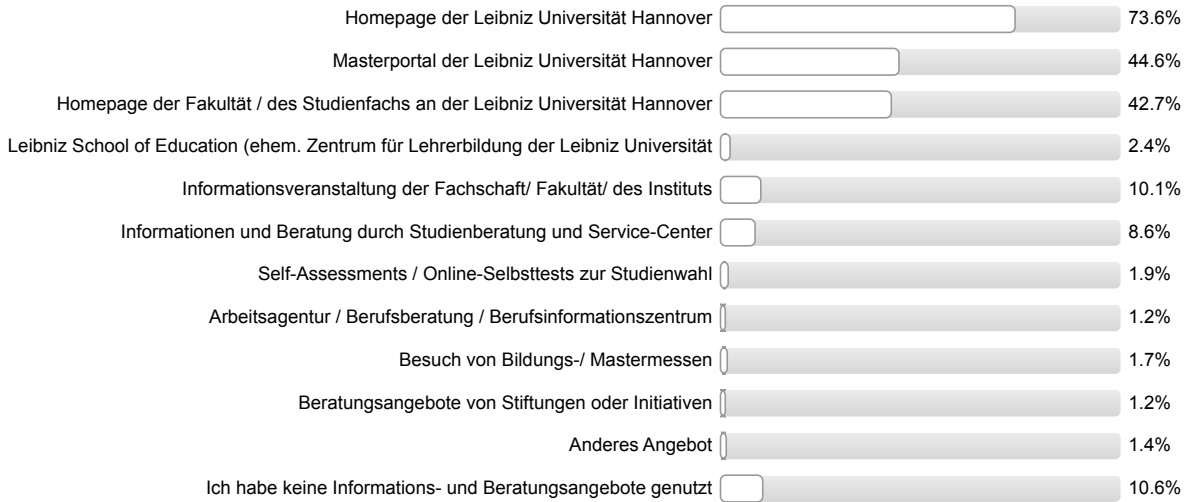 Homepage der Leibniz Universität Hannover 73.6%
Masterportal der Leibniz Universität Hannover 44.6%
Homepage der Fakultät / des Studienfachs an der Leibniz Universität Hannover 42.7%
Leibniz School of Education (ehem. Zentrum für Lehrerbildung der Leibniz Universität 2.4%
Informationsveranstaltung der Fachschaft/ Fakultät/ des Instituts 10.1%
Informationen und Beratung durch Studienberatung und Service-Center 8.6%
Self-Assessments / Online-Selbsttests zur Studienwahl 1.9%
Arbeitsagentur / Berufsberatung / Berufsinformationszentrum 1.2%
Besuch von Bildungs-/ Mastermessen 1.7%
Beratungsangebote von Stiftungen oder Initiativen 1.2%
Anderes Angebot 1.4%
Ich habe keine Informations- und Beratungsangebote genutzt 10.6%